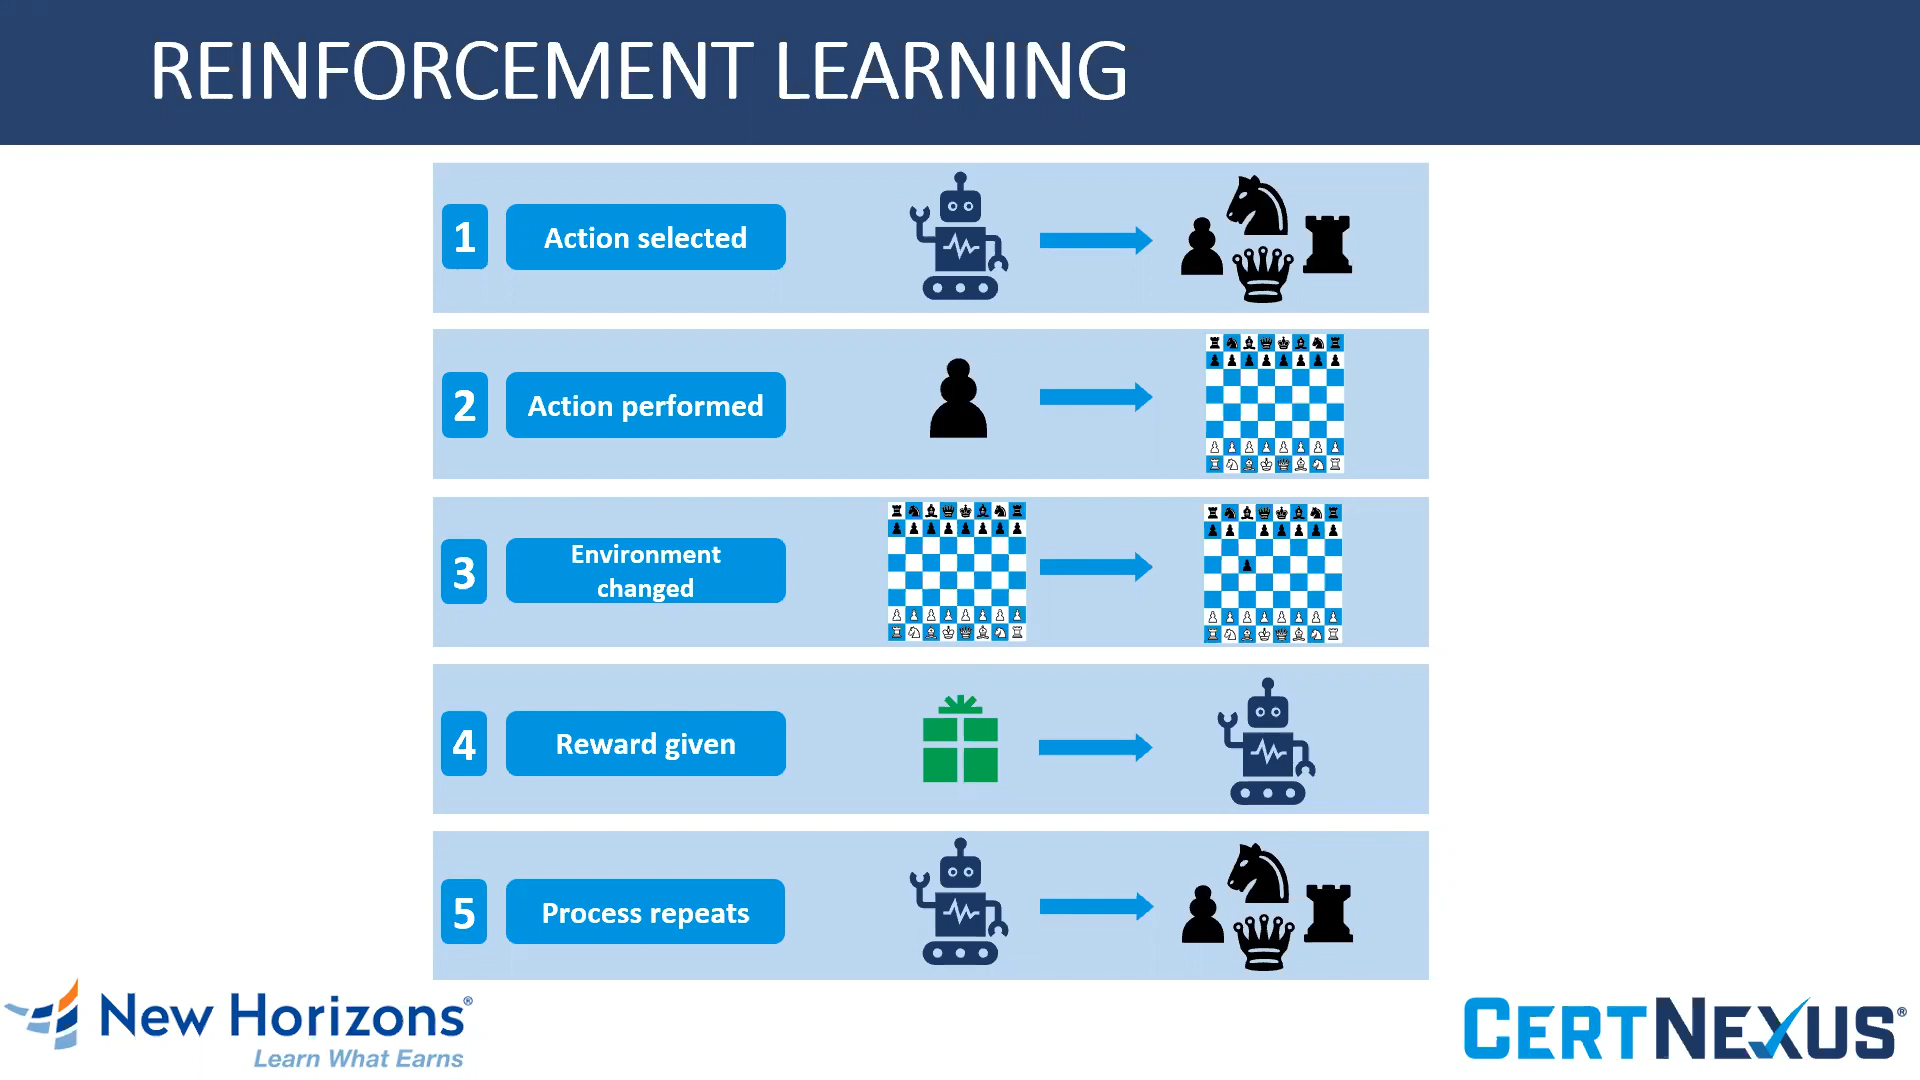 REINFORCEMENT LEARNING
1 Action selected
2 Action performed
3 Environment
changed
4 Reward given
5 Process repeats
New Horizons®
Learn What Earns
CERTNEXUS®